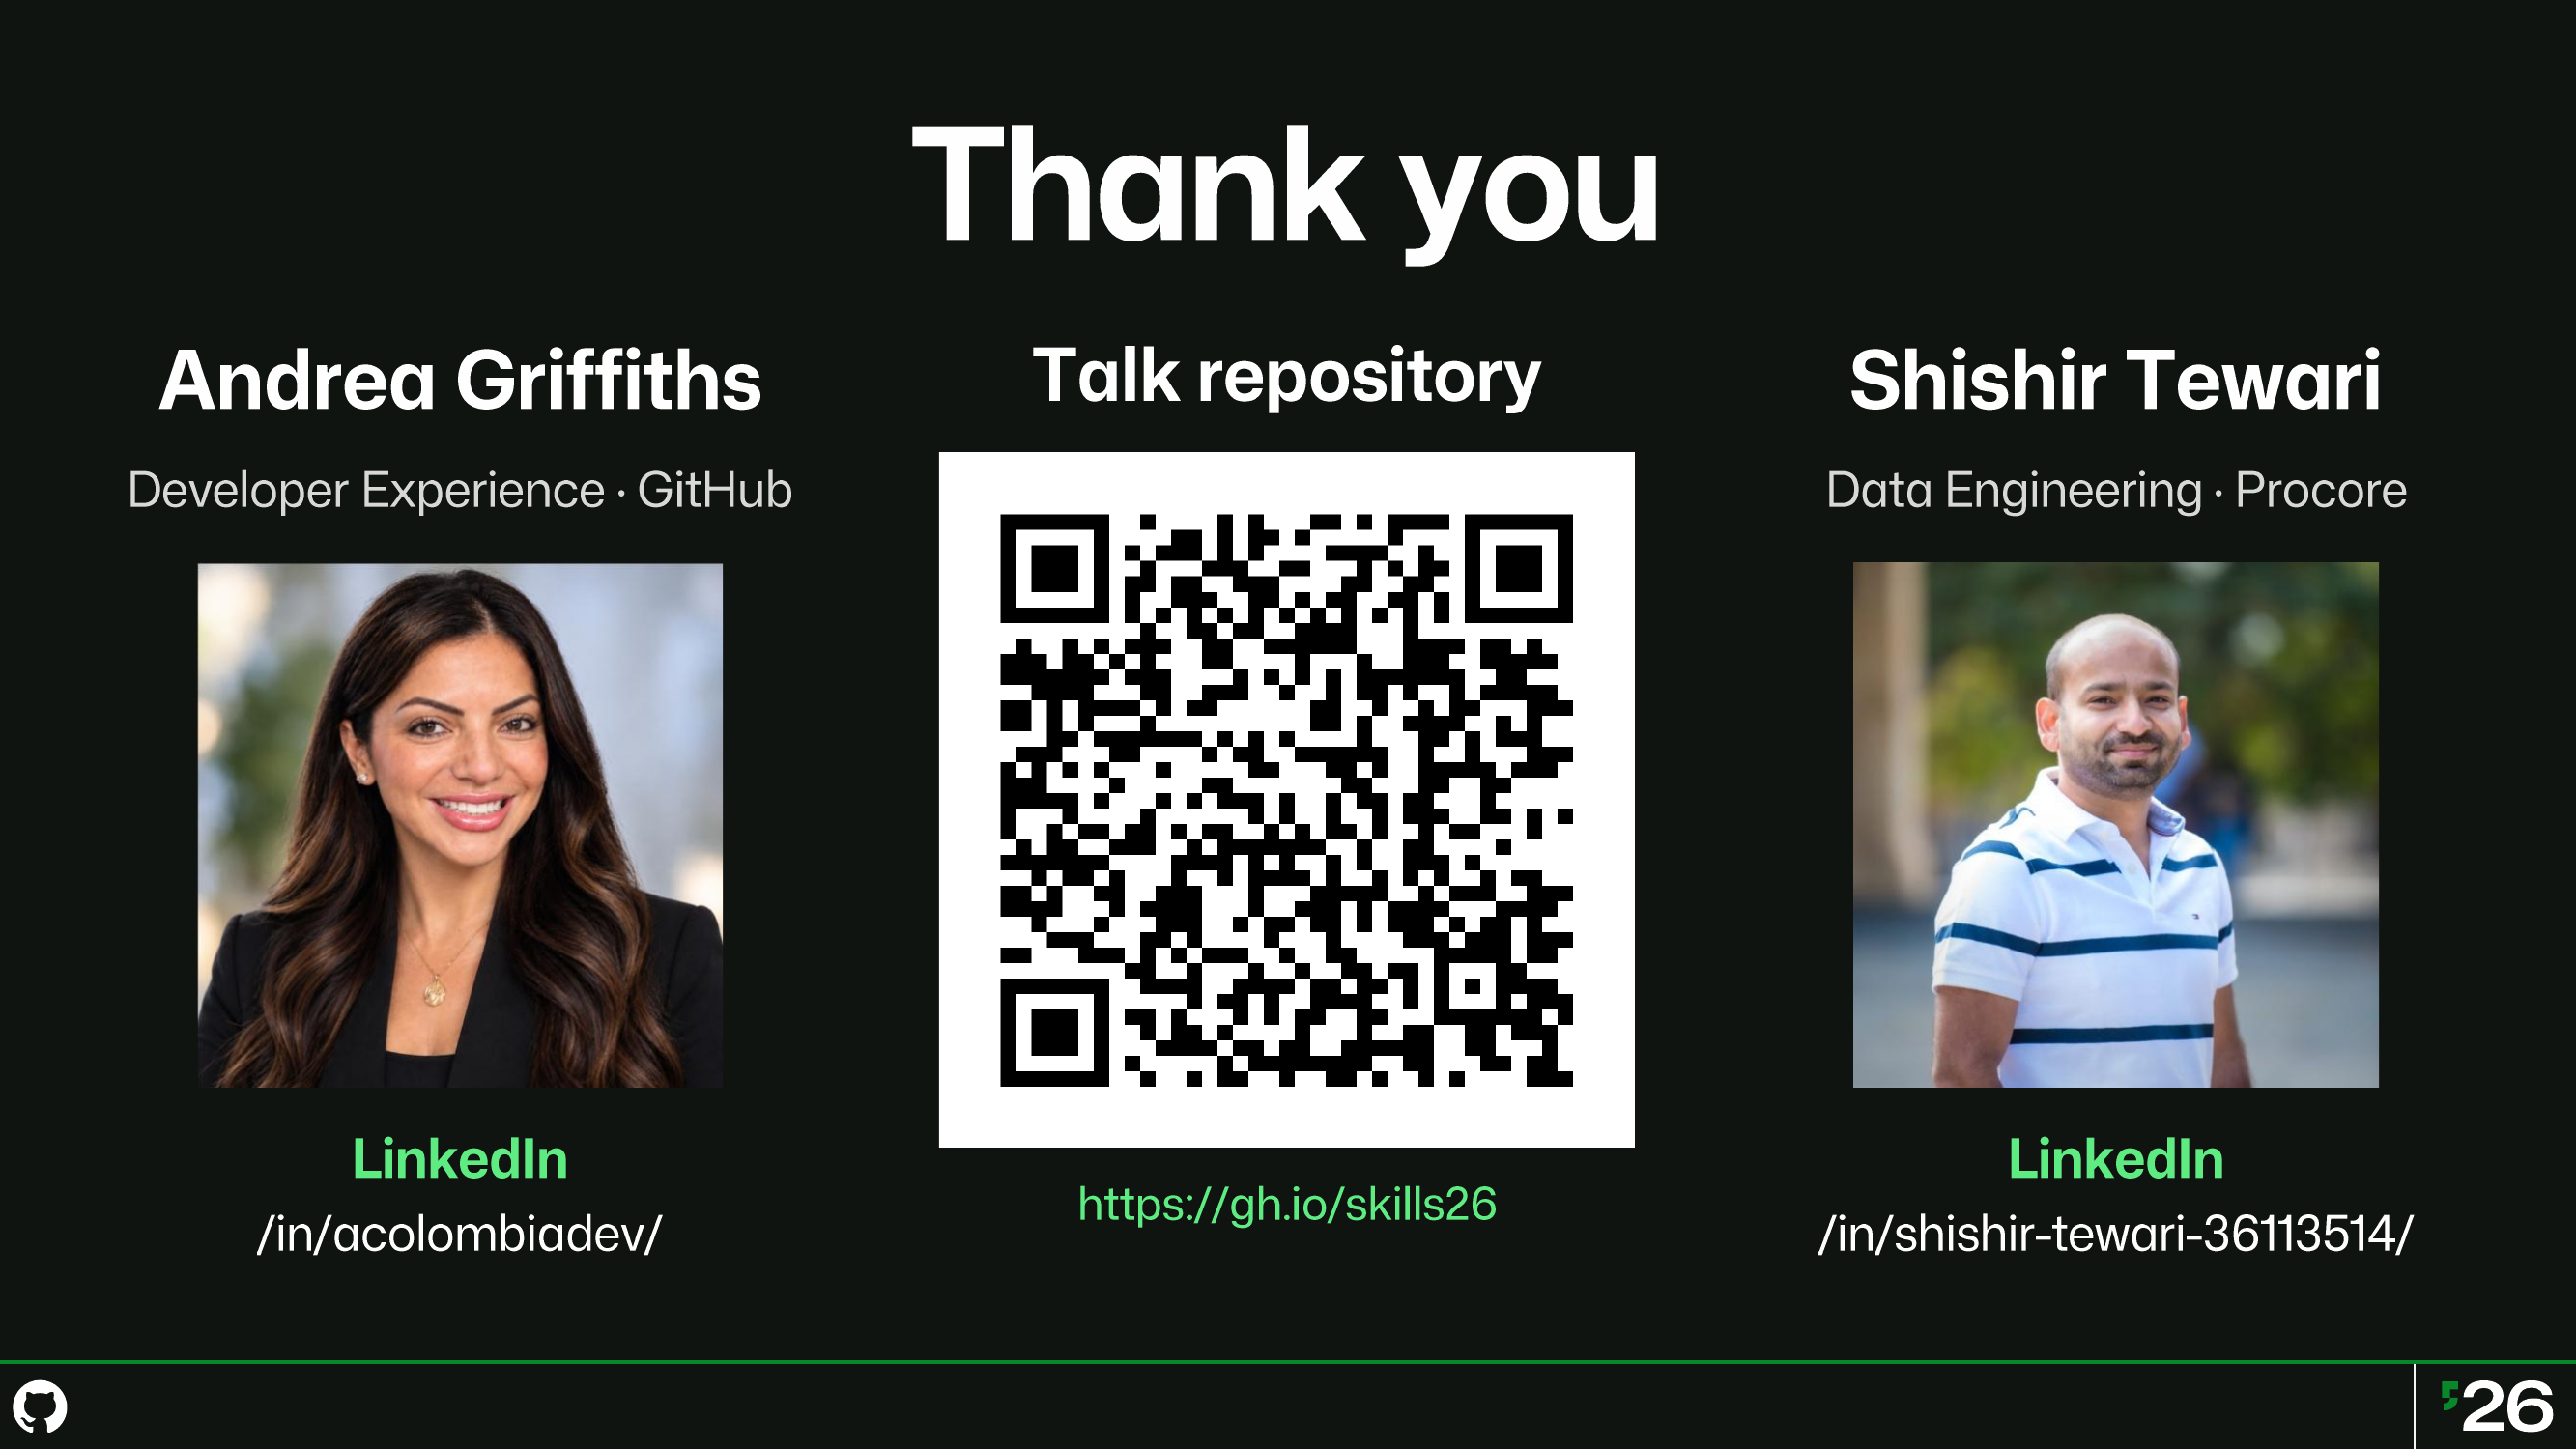 Thank you
Andrea Griffiths
Developer Experience · GitHub
LinkedIn
/in/acolombiadev/
Talk repository
https://gh.io/skills26
Shishir Tewari
Data Engineering · Procore
LinkedIn
/in/shishir-tewari-36113514/
'26